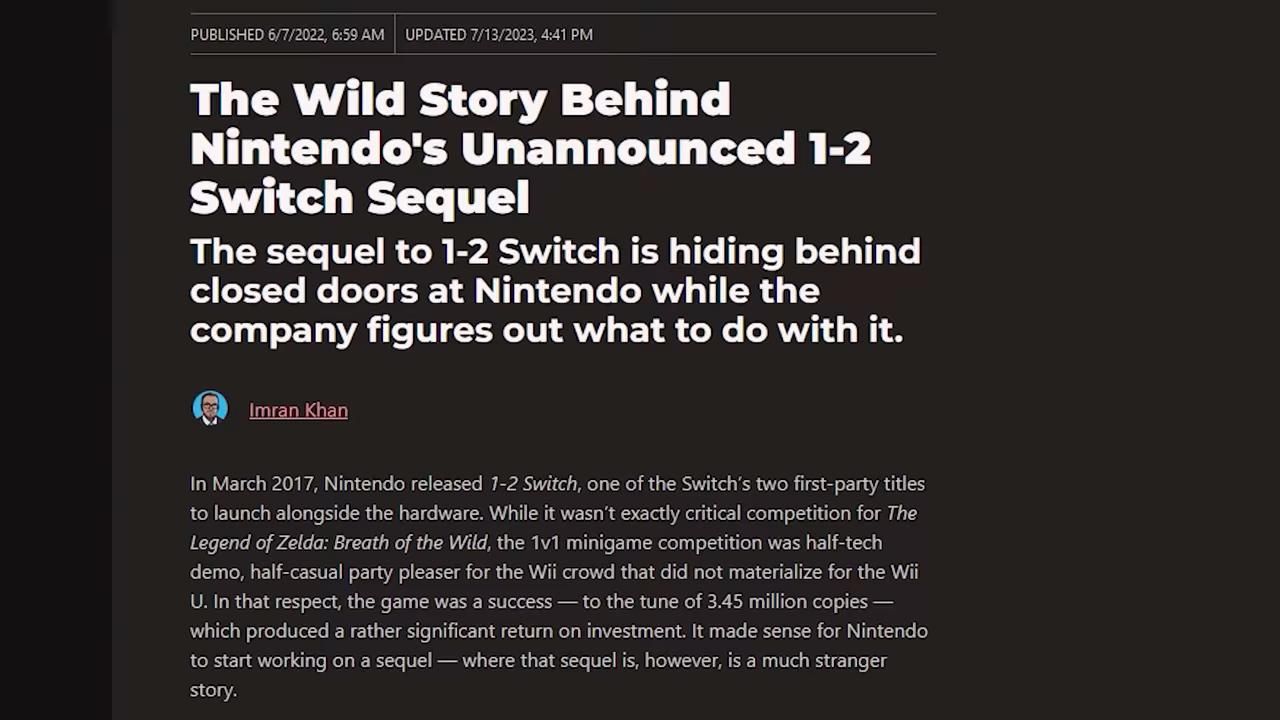 PUBLISHED 6/7/2022, 6:59 AM UPDATED 7/13/2023, 4:41 PM
The Wild Story Behind
Nintendo's Unannounced 1-2
Switch Sequel
The sequel to 1-2 Switch is hiding behind
closed doors at Nintendo while the
company figures out what to do with it.
Imran Khan
In March 2017, Nintendo released 1-2 Switch, one of the Switch’s two first-party titles
to launch alongside the hardware. While it wasn’t exactly critical competition for The
Legend of Zelda: Breath of the Wild, the 1v1 minigame competition was half-tech
demo, half-casual party pleaser for the Wii crowd that did not materialize for the Wii
U. In that respect, the game was a success — to the tune of 3.45 million copies —
which produced a rather significant return on investment. It made sense for Nintendo
to start working on a sequel — where that sequel is, however, is a much stranger
story.